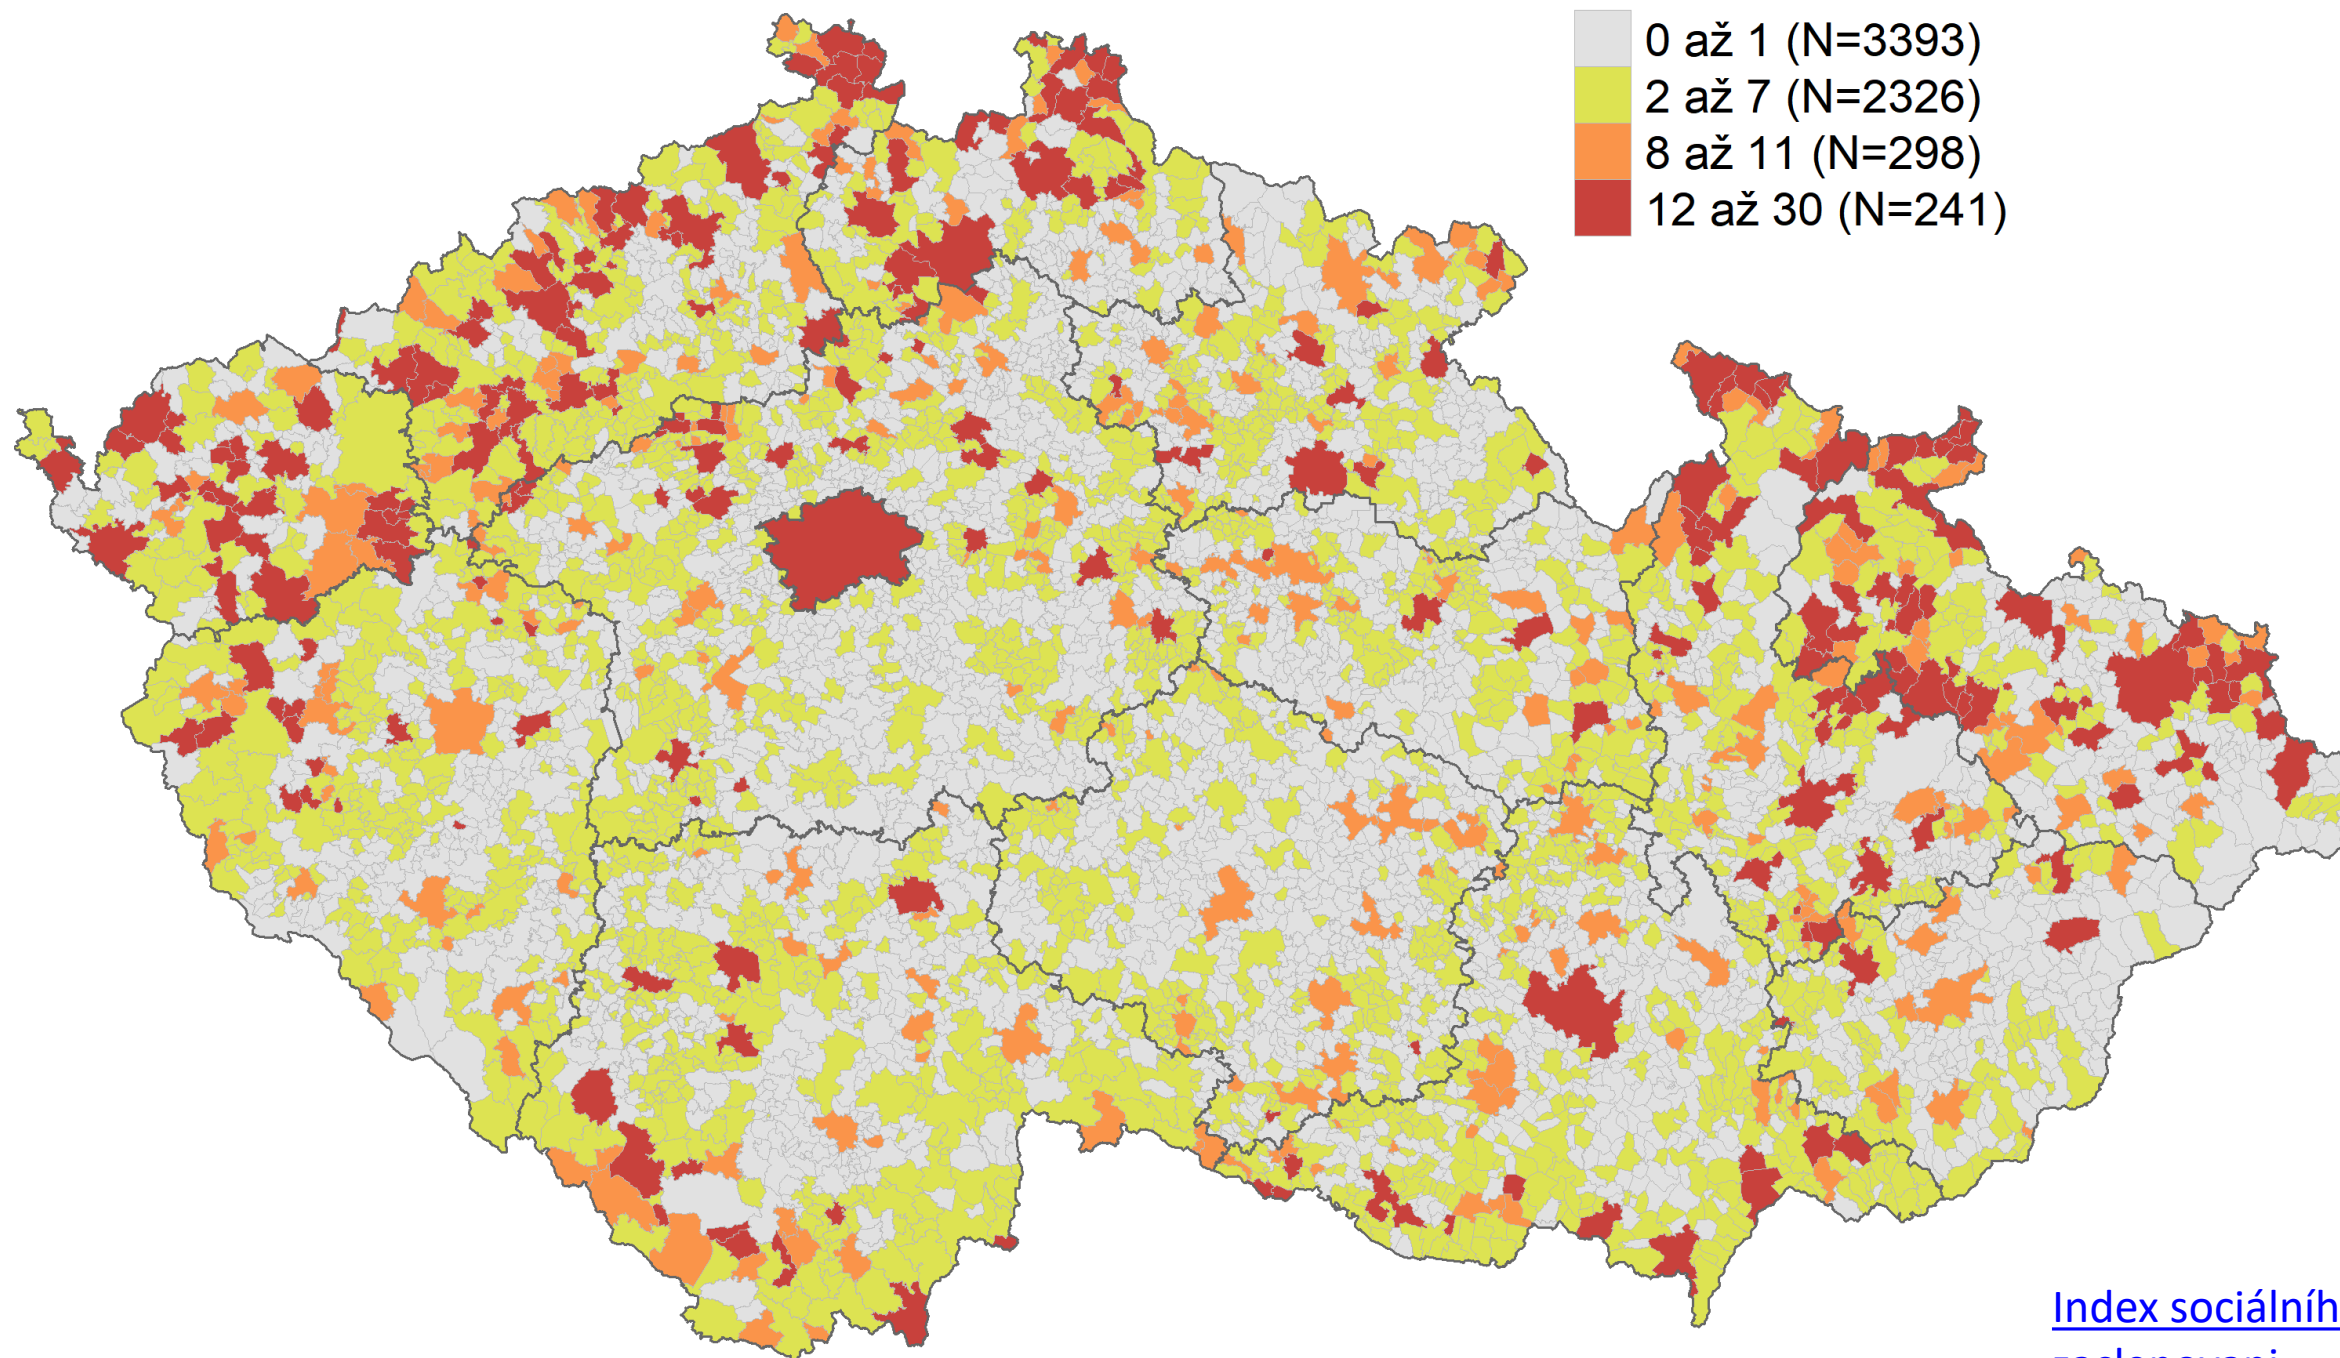 0 až 1 (N=3393)
2 až 7 (N=2326)
8 až 11 (N=298)
12 až 30 (N=241)
Index sociálníh